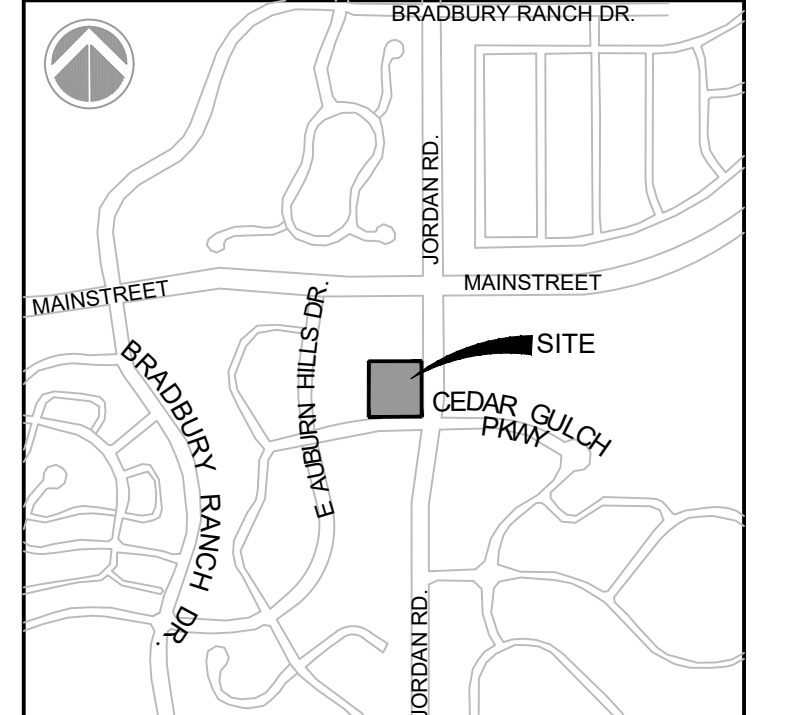 BRADBURY RANCH DR.
JORDAN RD.
MAINSTREET
MAINSTREET
E AUBURN HILLS DR.
SITE
BRADBURY RANCH DR.
CEDAR GULCH
PKWY
JORDAN RD.